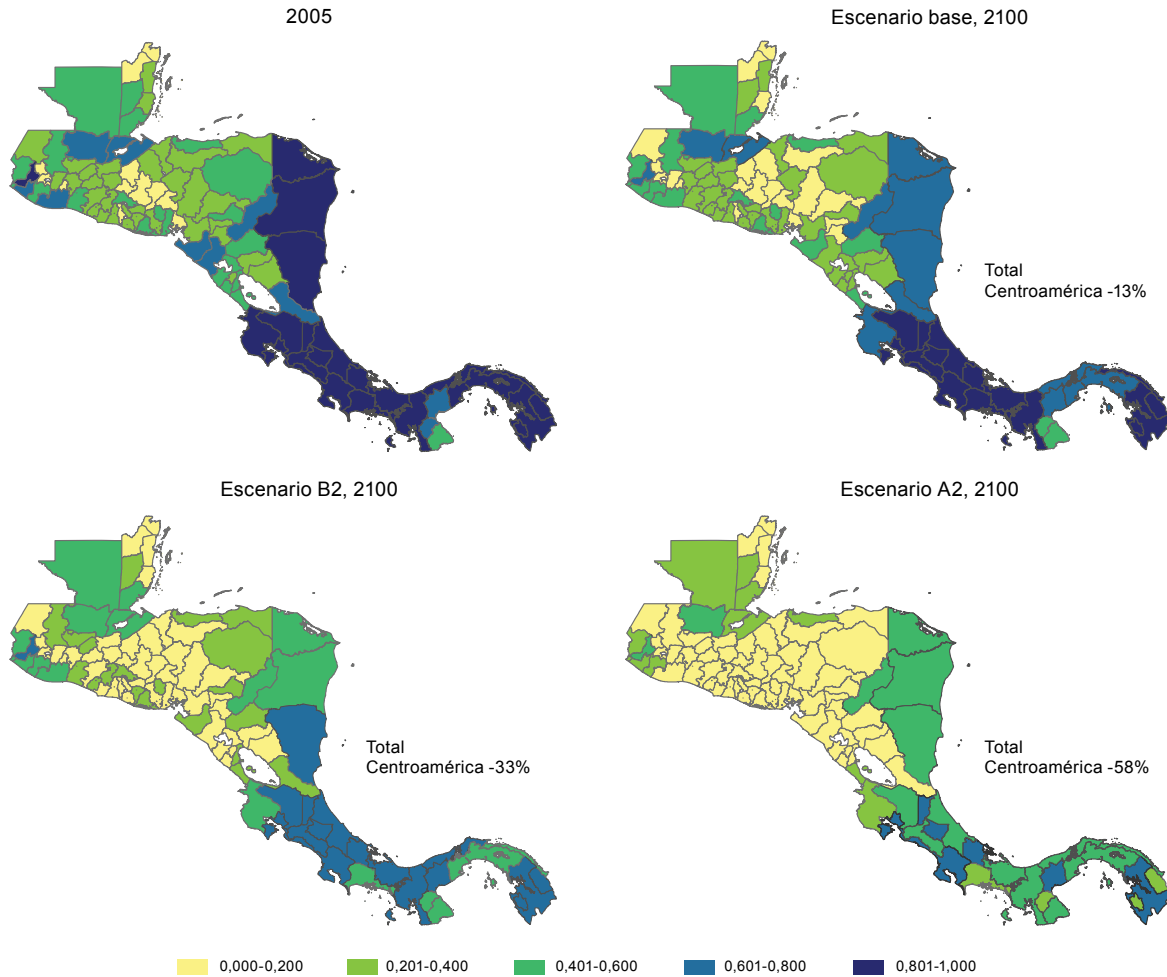 2005
Escenario base, 2100
Total
Centroamérica -13%
Escenario B2, 2100
Escenario A2, 2100
Total
Centroamérica -33%
Total
Centroamérica -58%
0,000-0,200
0,201-0,400
0,401-0,600
0,601-0,800
0,801-1,000